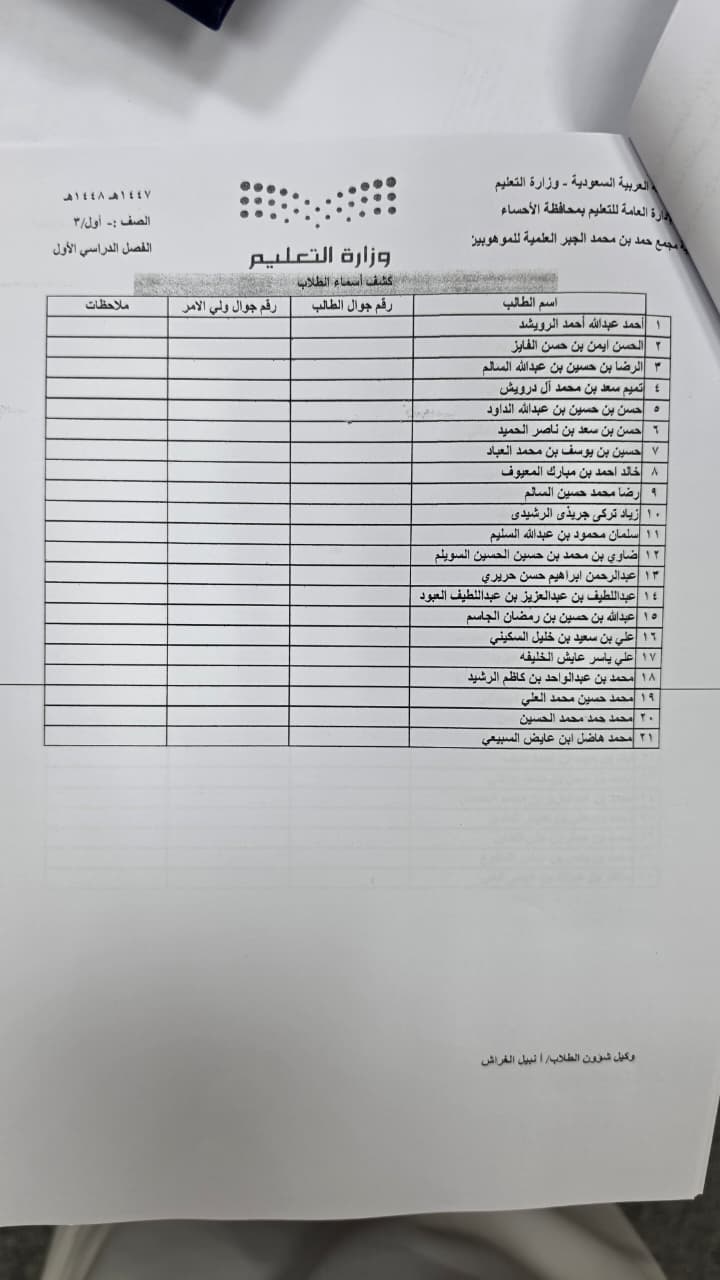 العربية السعودية - وزارة التعليم
العامة للتعليم بمحافظة الأحساء
مجمع حمد بن محمد الجبر العلمية للموهوبين
وزارة التعليم
١٤٤٧هـ ١٤٤٨هـ
الصف :- أول/٣
الفصل الدراسي الأول
كشف أسماء الطلاب
اسم الطالب رقم جوال الطالب رقم جوال ولي الامر ملاحظات
١ أحمد عبدالله أحمد الرويشد
٢ الحسن ايمن بن حسن الفايز
٣ الرضا بن حسين بن عبدالله السالم
٤ تميم سعد بن محمد آل درويش
٥ حسن بن حسين بن عبدالله الداود
٦ حسن بن سعد بن ناصر الحميد
٧ حسين بن يوسف بن محمد العباد
٨ خالد احمد بن مبارك المعيوف
٩ رضا محمد حسين السالم
١٠ زياد تركي جريذى الرشيدى
١١ سلمان محمود بن عبدالله السليم
١٢ ضاوي بن محمد بن حسين الحسين السويلم
١٣ عبدالرحمن ابراهيم حسن حريري
١٤ عبداللطيف بن عبدالعزيز بن عبداللطيف العبود
١٥ عبدالله بن حسين بن رمضان الجاسم
١٦ علي بن سعيد بن خليل السكيني
١٧ علي ياسر عايش الخليفه
١٨ محمد بن عبدالواحد بن كاظم الرشيد
١٩ محمد حسين محمد العلي
٢٠ محمد حمد محمد الحسين
٢١ محمد هاضل ابن عايض السبيعي
وكيل شؤون الطلاب/ أ نبيل الفراش